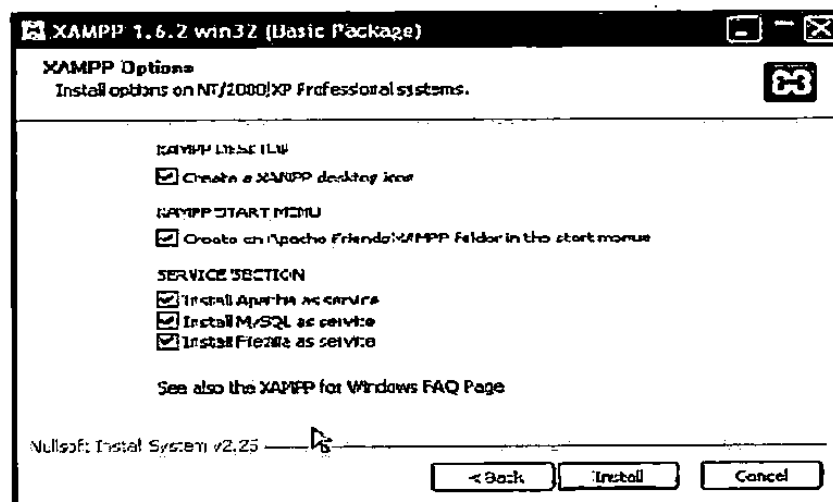 XAMPP 1.6.2 win32 (Basic Package)
XAMPP Options
Install options on NT/2000/XP Professional systems.
XAMPP DESKTOP
Create a XAMPP desktop icon
XAMPP START MENU
Create an Apache Friends XAMPP folder in the start menue
SERVICE SECTION
Install Apache as service
Install MySQL as service
Install Filezilla as service
See also the XAMPP for Windows FAQ Page
Nullsoft Install System v2.25
< Back
Install
Cancel